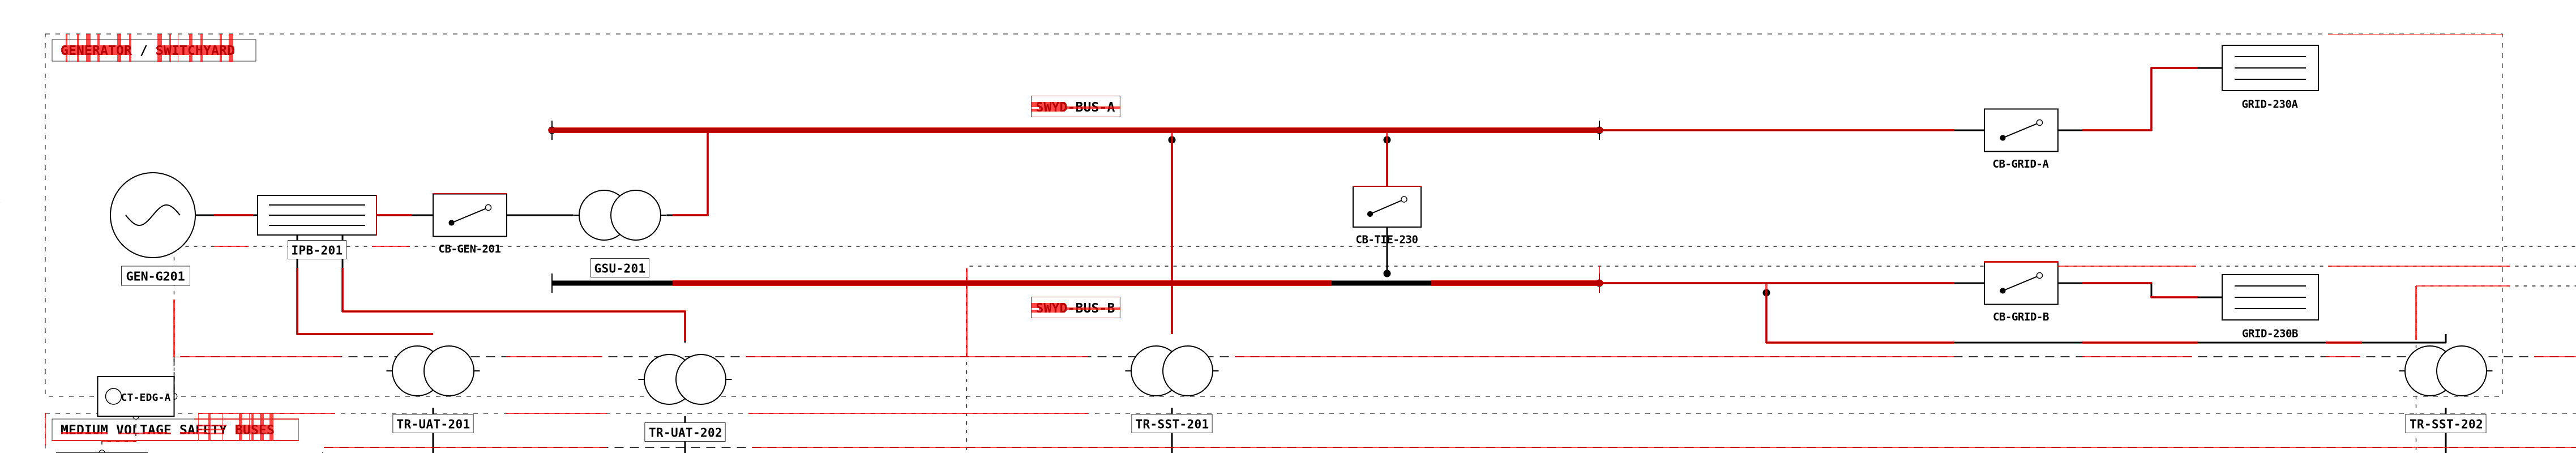 GENERATOR / SWITCHYARD
GRID-230A
SWYD-BUS-A
CB-GRID-A
CB-TIE-230
IPB-201
CB-GEN-201
GEN-G201
GSU-201
SWYD-BUS-B
CB-GRID-B
GRID-230B
CT-EDG-A
TR-UAT-201
TR-UAT-202
TR-SST-201
TR-SST-202
MEDIUM VOLTAGE SAFETY BUSES